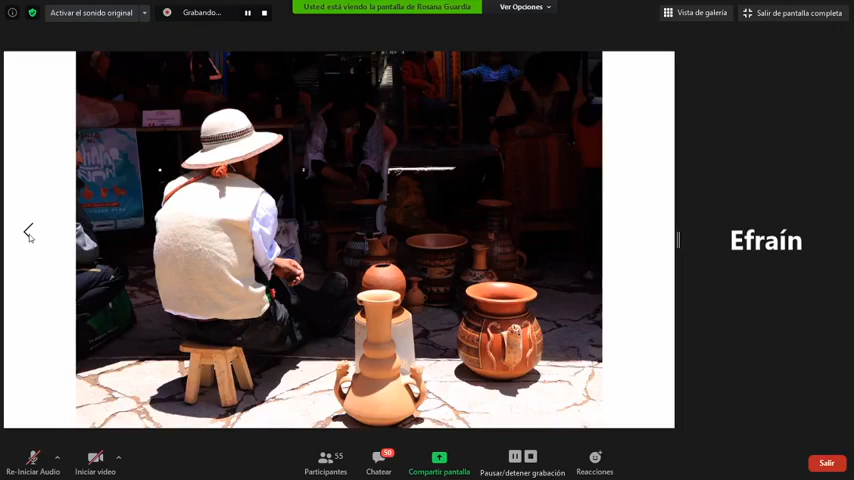 Activar el sonido original
Grabando...
Usted está viendo la pantalla de Rosana Guardia
Ver Opciones
Vista de galería
Salir de pantalla completa
Efraín
Re-Iniciar Audio
Iniciar video
55
Participantes
50
Chatear
Compartir pantalla
Pausar/detener grabación
Reacciones
Salir